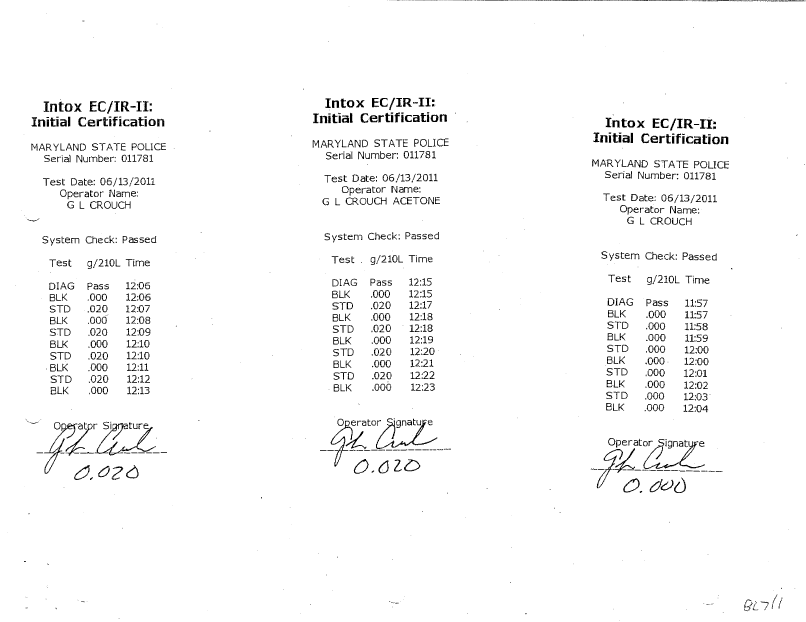 Intox EC/IR-II:
Initial Certification
MARYLAND STATE POLICE
Serial Number: 011781
Test Date: 06/13/2011
Operator Name:
G L CROUCH
System Check: Passed
Test g/210L Time
DIAG Pass 12:06
BLK .000 12:06
STD .020 12:07
BLK .000 12:08
STD .020 12:09
BLK .000 12:10
STD .020 12:10
BLK .000 12:11
STD .020 12:12
BLK .000 12:13
Operator Signature
0.020
Intox EC/IR-II:
Initial Certification
MARYLAND STATE POLICE
Serial Number: 011781
Test Date: 06/13/2011
Operator Name:
G L CROUCH ACETONE
System Check: Passed
Test g/210L Time
DIAG Pass 12:15
BLK .000 12:15
STD .020 12:17
BLK .000 12:18
STD .020 12:18
BLK .000 12:19
STD .020 12:20
BLK .000 12:21
STD .020 12:22
BLK .000 12:23
Operator Signature
0.020
Intox EC/IR-II:
Initial Certification
MARYLAND STATE POLICE
Serial Number: 011781
Test Date: 06/13/2011
Operator Name:
G L CROUCH
System Check: Passed
Test g/210L Time
DIAG Pass 11:57
BLK .000 11:57
STD .000 11:58
BLK .000 11:59
STD .000 12:00
BLK .000 12:00
STD .000 12:01
BLK .000 12:02
STD .000 12:03
BLK .000 12:04
Operator Signature
0.000